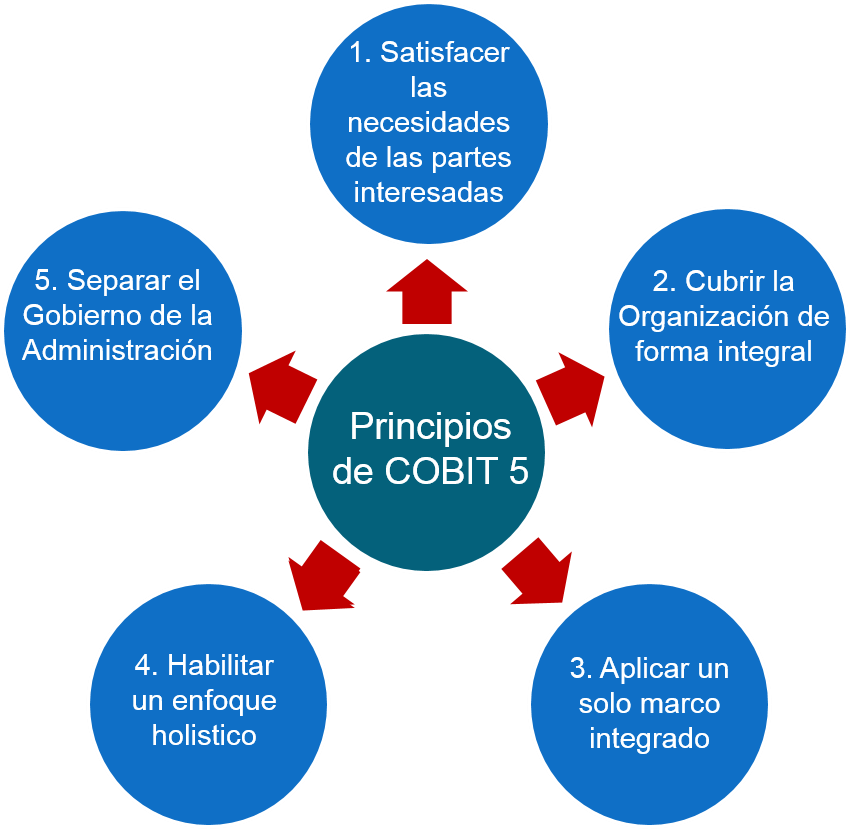 1. Satisfacer
las
necesidades
de las partes
interesadas
2. Cubrir la
Organización de
forma integral
3. Aplicar un
solo marco
integrado
4. Habilitar
un enfoque
holistico
5. Separar el
Gobierno de la
Administración
Principios
de COBIT 5